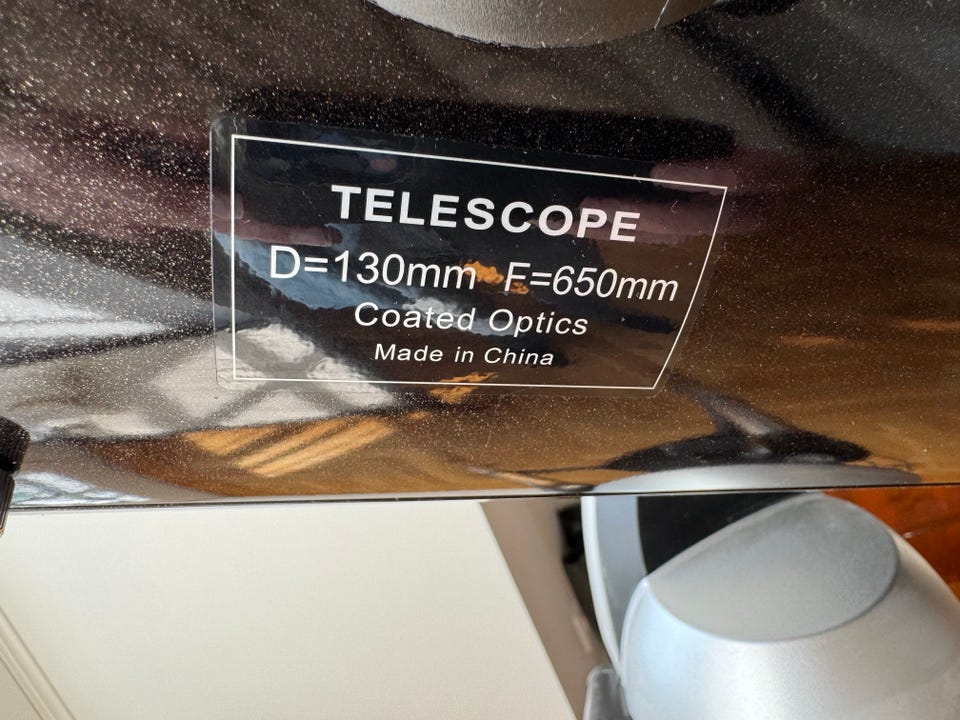 TELESCOPE
D=130mm F=650mm
Coated Optics
Made in China